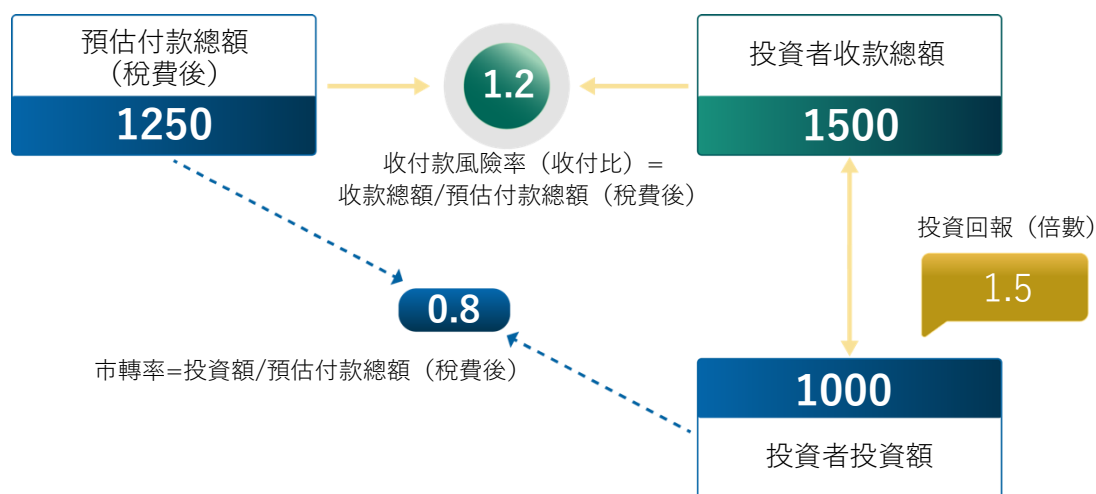 預估付款總額
（稅費後）
1250
1.2
投資者收款總額
1500
收付款風險率（收付比）=
收款總額/預估付款總額（稅費後）
投資回報（倍數）
1.5
0.8
市轉率=投資額/預估付款總額（稅費後）
1000
投資者投資額